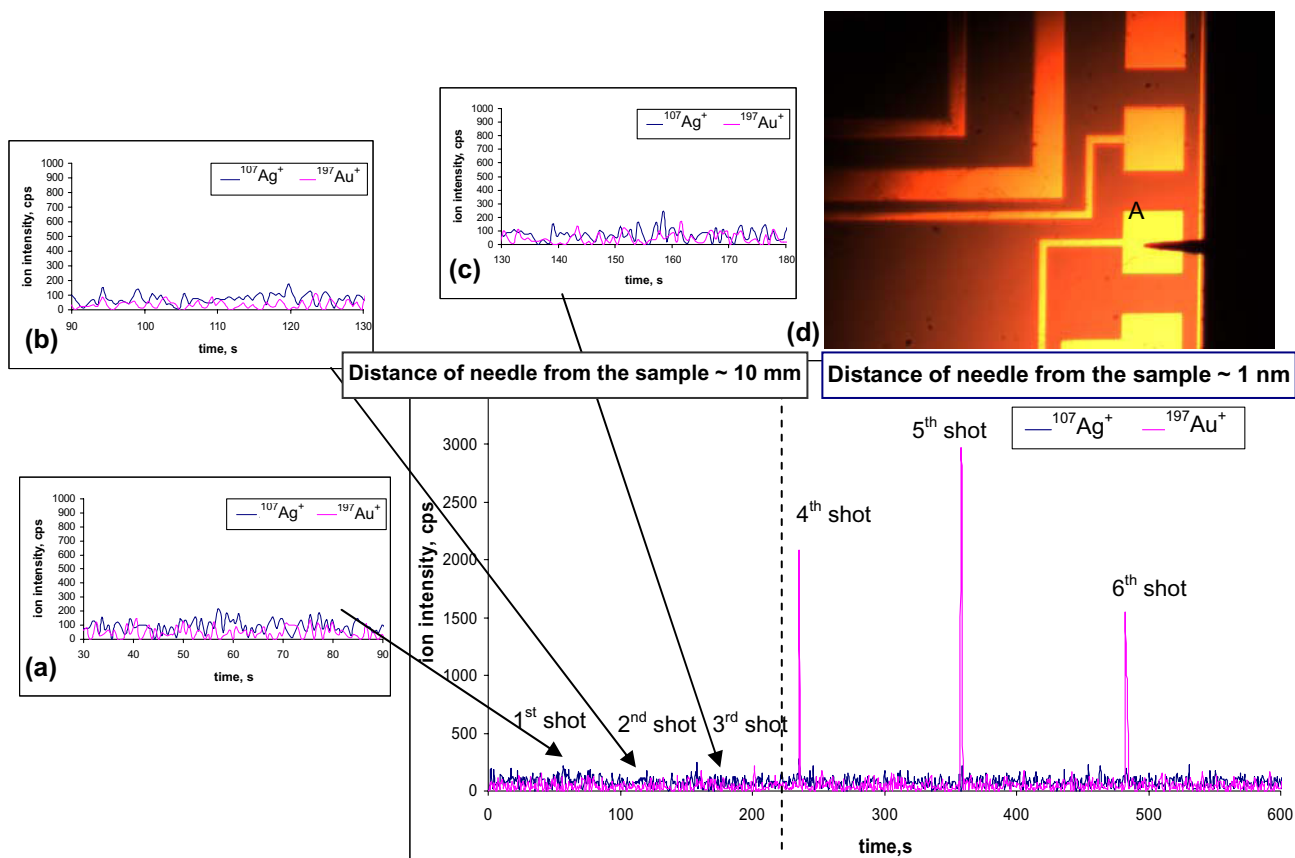 1000
900
800
700
600
500
400
300
200
100
0
ion intensity, cps
¹⁰⁷Ag⁺ ¹⁹⁷Au⁺
130 140 150 160 170 180
time, s
(c)
1000
900
800
700
600
500
400
300
200
100
0
ion intensity, cps
¹⁰⁷Ag⁺ ¹⁹⁷Au⁺
90 100 110 120 130
time, s
(b)
A
(d)
Distance of needle from the sample ~ 10 mm
Distance of needle from the sample ~ 1 nm
1000
900
800
700
600
500
400
300
200
100
0
ion intensity, cps
¹⁰⁷Ag⁺ ¹⁹⁷Au⁺
30 40 50 60 70 80 90
time, s
(a)
¹⁰⁷Ag⁺ ¹⁹⁷Au⁺
3000
2500
2000
1500
1000
500
0
ion intensity, cps
1ˢᵗ shot
2ⁿᵈ shot
3ʳᵈ shot
4ᵗʰ shot
5ᵗʰ shot
6ᵗʰ shot
0 100 200 300 400 500 600
time,s